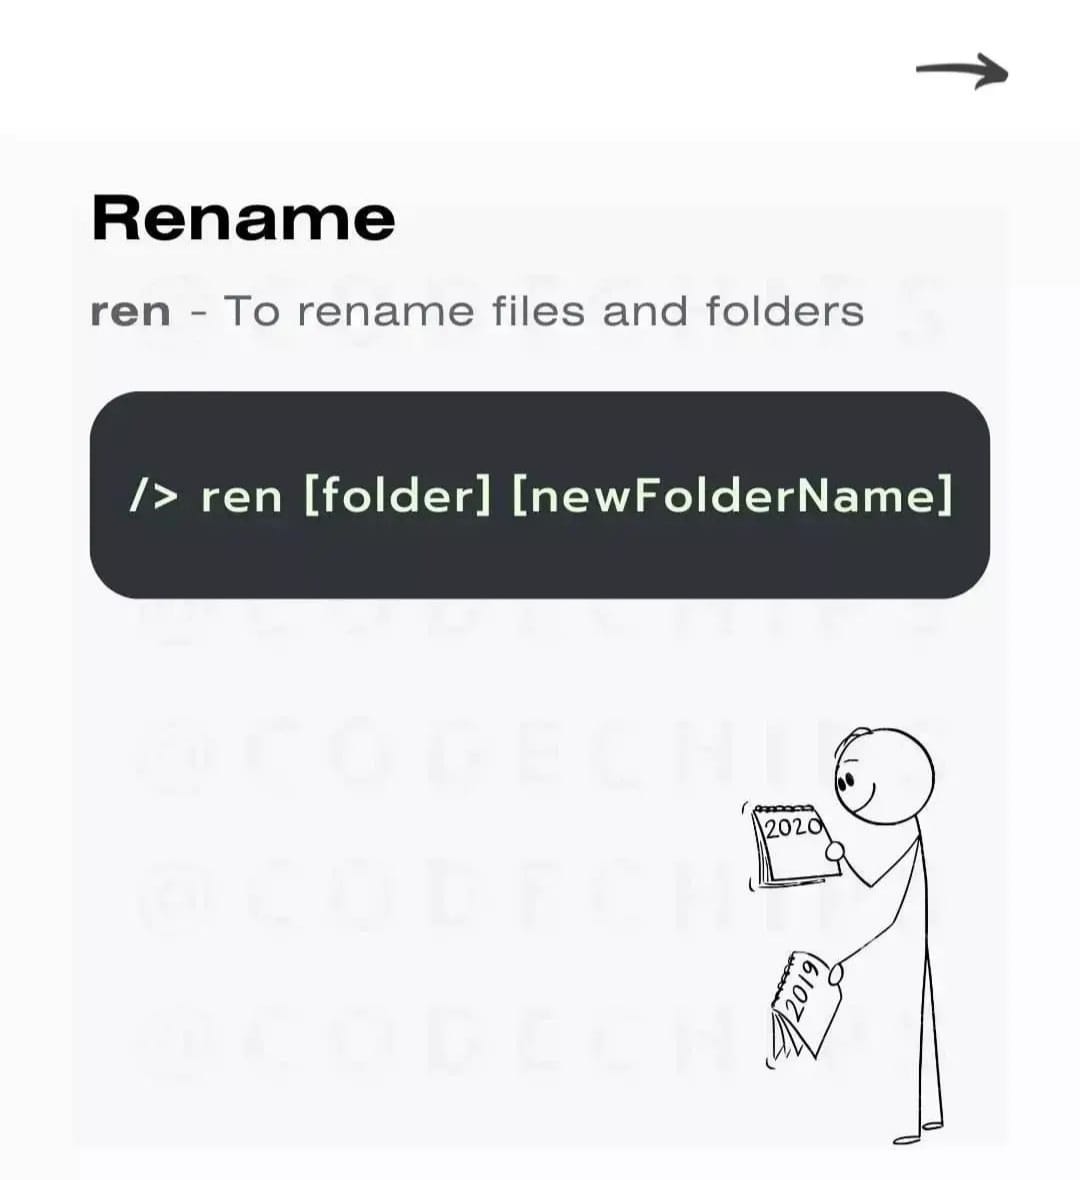 Rename
ren - To rename files and folders
/> ren [folder] [newFolderName]
@CODECHIPS
@CODECHIPS
@CODECHIPS
2020
@CODECHIPS
2019
@CODECHIPS